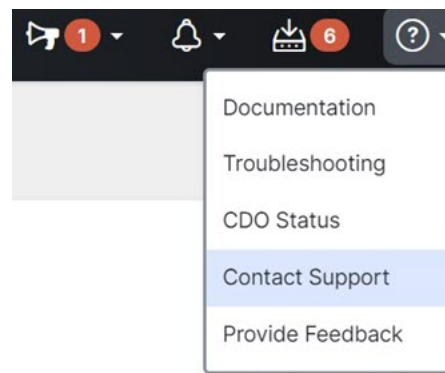 1
6
?
Documentation
Troubleshooting
CDO Status
Contact Support
Provide Feedback